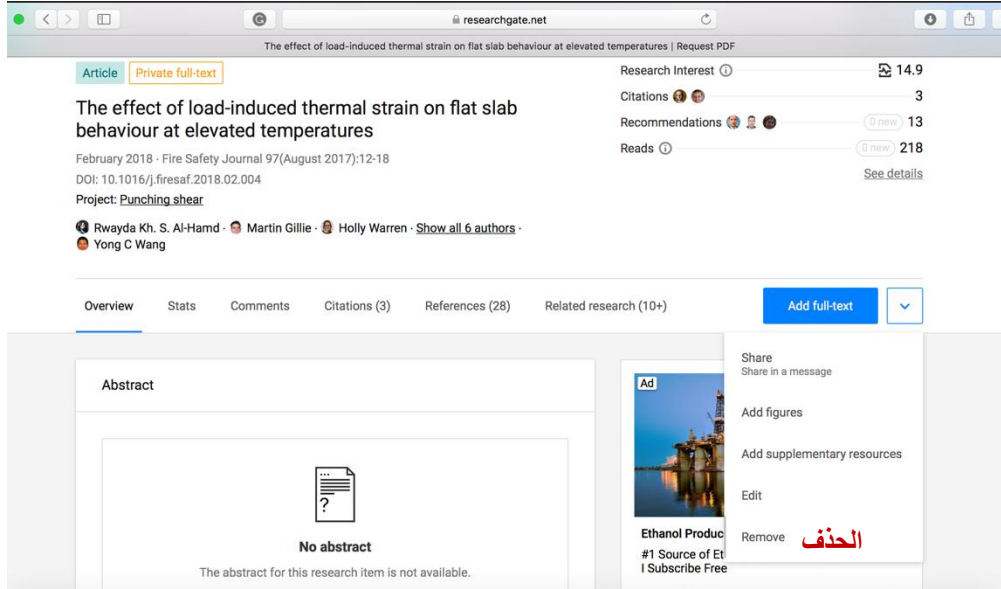 researchgate.net
The effect of load-induced thermal strain on flat slab behaviour at elevated temperatures | Request PDF
Article Private full-text
The effect of load-induced thermal strain on flat slab
behaviour at elevated temperatures
February 2018 · Fire Safety Journal 97(August 2017):12-18
DOI: 10.1016/j.firesaf.2018.02.004
Project: Punching shear
Rwayda Kh. S. Al-Hamd · Martin Gillie · Holly Warren · Show all 6 authors ·
Yong C Wang
Research Interest 14.9
Citations 3
Recommendations 0 new 13
Reads 0 new 218
See details
Overview Stats Comments Citations (3) References (28) Related research (10+) Add full-text
Share
Share in a message
Add figures
Add supplementary resources
Edit
Remove الحذف
Abstract
?
No abstract
The abstract for this research item is not available.
Ad
Ethanol Produc
#1 Source of Et
l Subscribe Free